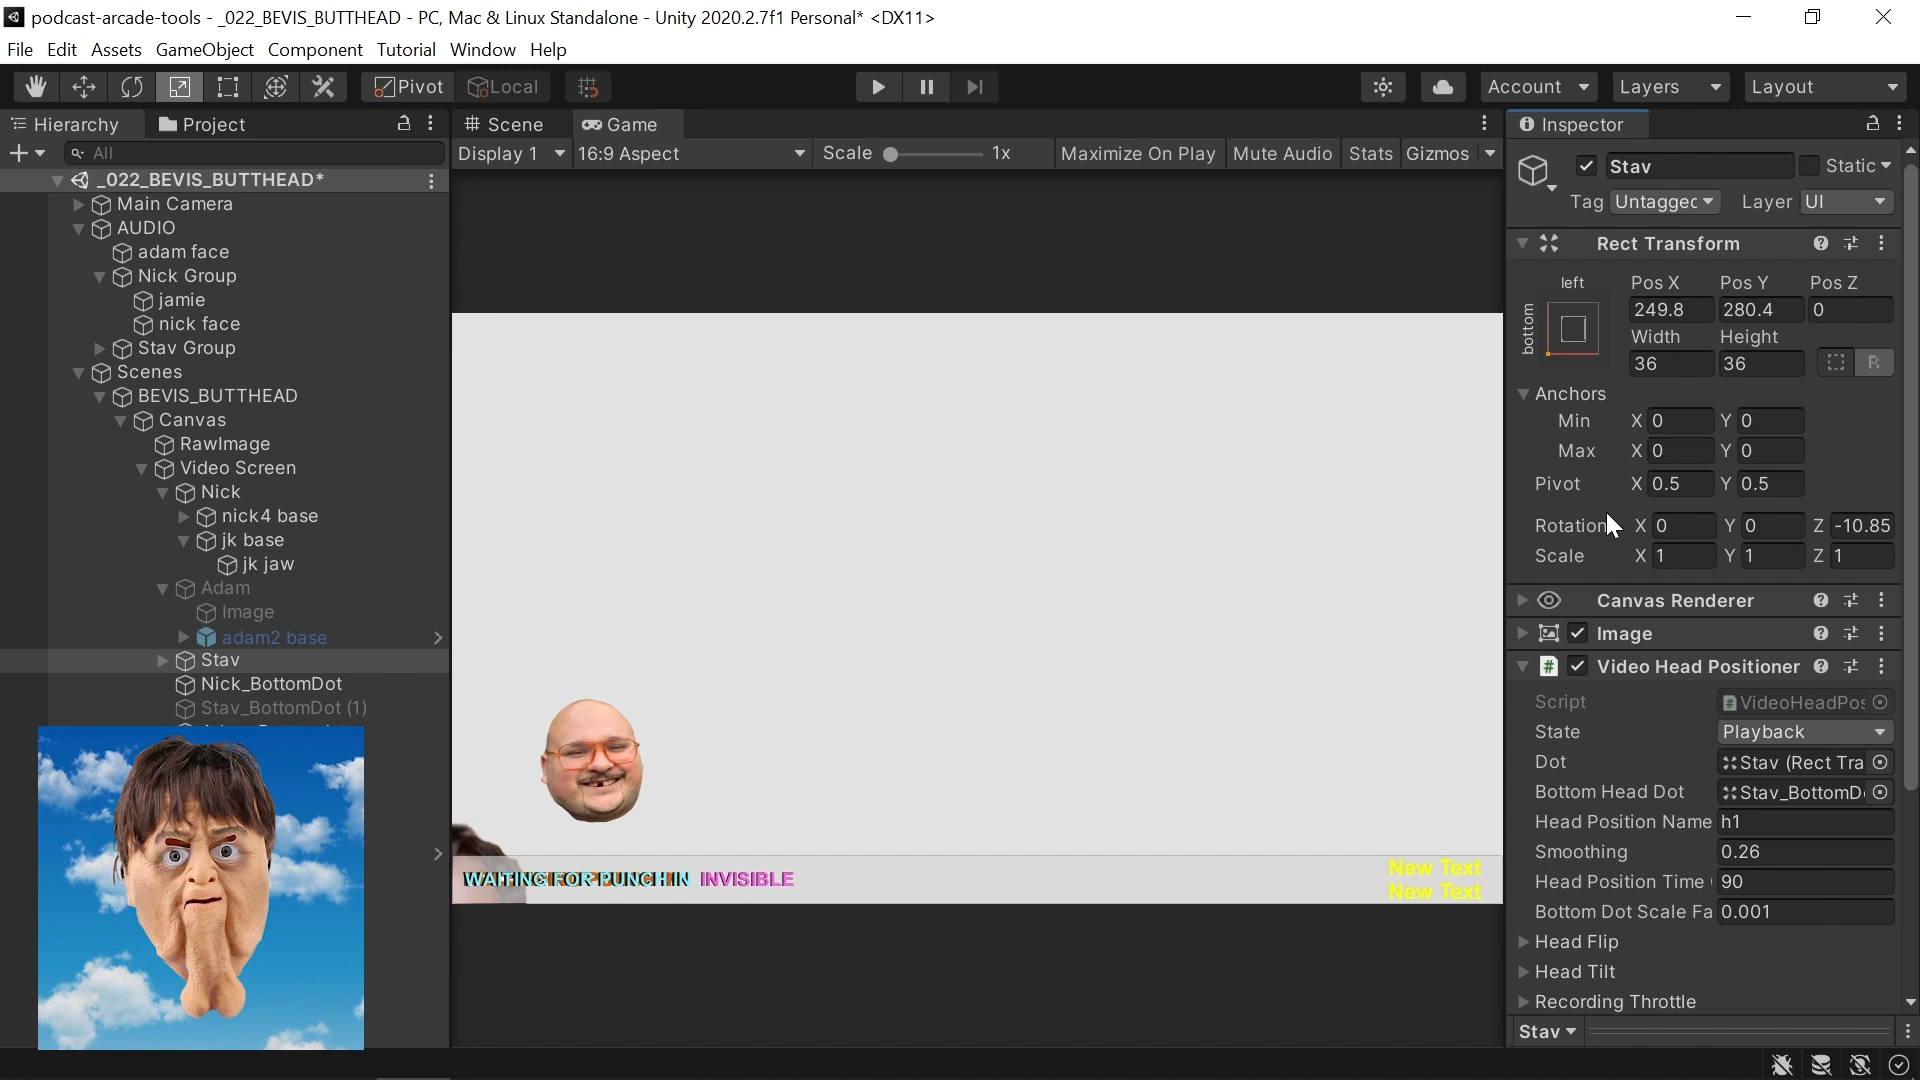 podcast-arcade-tools - _022_BEVIS_BUTTHEAD - PC, Mac & Linux Standalone - Unity 2020.2.7f1 Personal* <DX11>
File Edit Assets GameObject Component Tutorial Window Help
Pivot Local Account Layers Layout
Hierarchy Project Scene Game Inspector
All Display 1 16:9 Aspect Scale 1x Maximize On Play Mute Audio Stats Gizmos
Stav Static
Tag Untagged Layer UI
_022_BEVIS_BUTTHEAD*
Main Camera
AUDIO
adam face
Nick Group
jamie
nick face
Stav Group
Scenes
BEVIS_BUTTHEAD
Canvas
RawImage
Video Screen
Nick
nick4 base
jk base
jk jaw
Adam
Image
adam2 base
Stav
Nick_BottomDot
Stav_BottomDot (1)
WAITING FOR PUNCH IN INVISIBLE
New Text
New Text
Rect Transform
left
bottom
Pos X Pos Y Pos Z
249.8 280.4 0
Width Height
36 36 R
Anchors
Min X 0 Y 0
Max X 0 Y 0
Pivot X 0.5 Y 0.5
Rotation X 0 Y 0 Z -10.85
Scale X 1 Y 1 Z 1
Canvas Renderer
Image
# Video Head Positioner
Script # VideoHeadPos
State Playback
Dot Stav (Rect Tra
Bottom Head Dot Stav_BottomD
Head Position Name h1
Smoothing 0.26
Head Position Time 90
Bottom Dot Scale Fa 0.001
Head Flip
Head Tilt
Recording Throttle
Stav